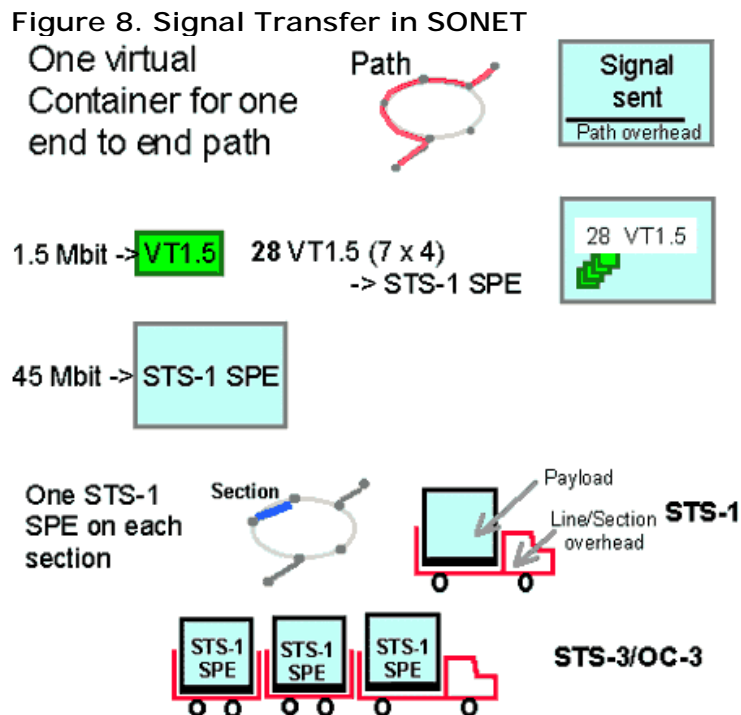 Figure 8. Signal Transfer in SONET
One virtual
Container for one
end to end path
Path
Signal
sent
Path overhead
1.5 Mbit -> VT1.5
28 VT1.5 (7 x 4)
-> STS-1 SPE
28 VT1.5
45 Mbit -> STS-1 SPE
One STS-1
SPE on each
section
Section
Payload
Line/Section
overhead
STS-1
STS-1
SPE
STS-1
SPE
STS-1
SPE
STS-3/OC-3